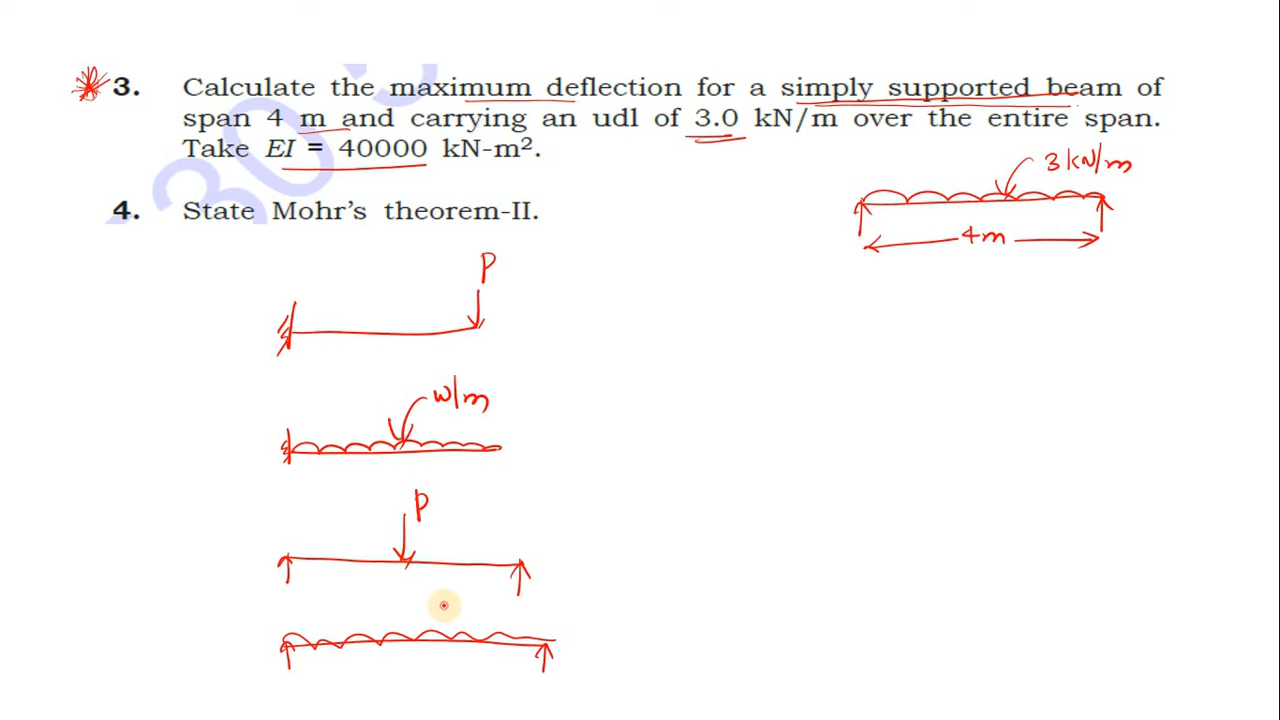 3. Calculate the maximum deflection for a simply supported beam of
span 4 m and carrying an udl of 3.0 kN/m over the entire span.
Take EI = 40000 kN-m².
3 kN/m
4. State Mohr's theorem-II.
4m
P
w/m
P